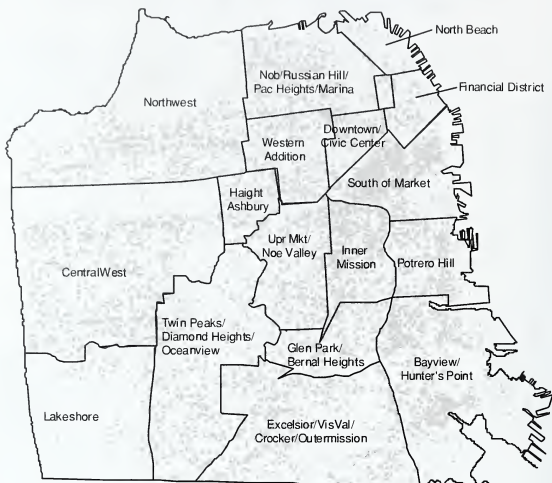 North Beach
Nob/Russian Hill/
Pac Heights/Marina
Financial District
Northwest
Western
Addition
Downtown/
Civic Center
Haight
Ashbury
South of Market
Upr Mkt/
Noe Valley
Inner
Mission
Potrero Hill
CentralWest
Twin Peaks/
Diamond Heights/
Oceanview
Glen Park/
Bernal Heights
Bayview/
Hunter's Point
Lakeshore
Excelsior/VisVal/
Crocker/Outermission